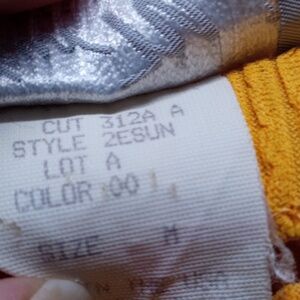 CUT 312A A
STYLE 2ESUN
LOT A
COLOR 00
SIZE M